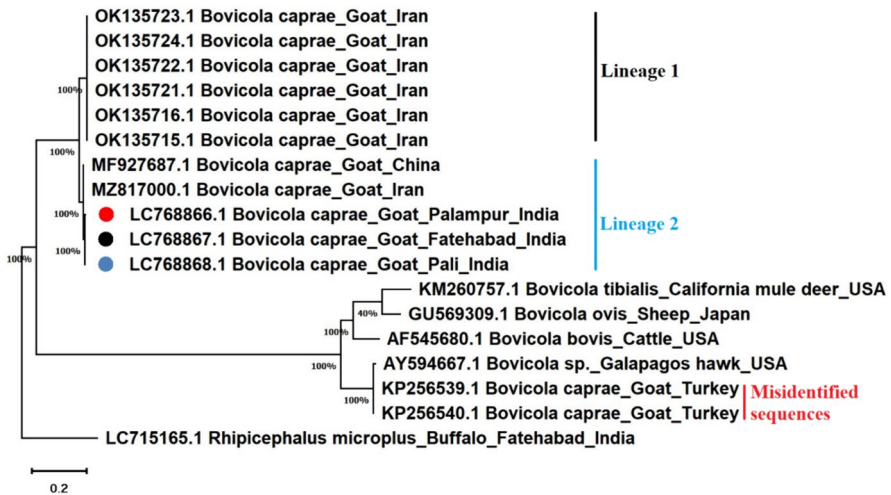 OK135723.1 Bovicola caprae_Goat_Iran
OK135724.1 Bovicola caprae_Goat_Iran
OK135722.1 Bovicola caprae_Goat_Iran
100%
OK135721.1 Bovicola caprae_Goat_Iran
Lineage 1
OK135716.1 Bovicola caprae_Goat_Iran
OK135715.1 Bovicola caprae_Goat_Iran
100%
MF927687.1 Bovicola caprae_Goat_China
MZ817000.1 Bovicola caprae_Goat_Iran
100%
LC768866.1 Bovicola caprae_Goat_Palampur_India
Lineage 2
LC768867.1 Bovicola caprae_Goat_Fatehabad_India
100%
100%
LC768868.1 Bovicola caprae_Goat_Pali_India
KM260757.1 Bovicola tibialis_California mule deer_USA
40%
GU569309.1 Bovicola ovis_Sheep_Japan
100%
AF545680.1 Bovicola bovis_Cattle_USA
100%
AY594667.1 Bovicola sp._Galapagos hawk_USA
100%
KP256539.1 Bovicola caprae_Goat_Turkey
KP256540.1 Bovicola caprae_Goat_Turkey
Misidentified
sequences
LC715165.1 Rhipicephalus microplus_Buffalo_Fatehabad_India
0.2